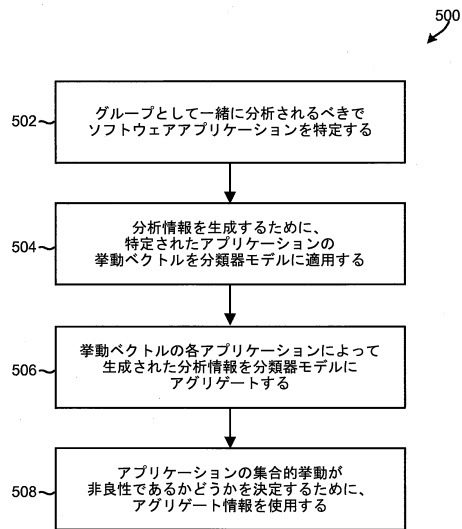 500
502
グループとして一緒に分析されるべきで
ソフトウェアアプリケーションを特定する
504
分析情報を生成するために、
特定されたアプリケーションの
挙動ベクトルを分類器モデルに適用する
506
挙動ベクトルの各アプリケーションによって
生成された分析情報を分類器モデルに
アグリゲートする
508
アプリケーションの集合的挙動が
非良性であるかどうかを決定するために、
アグリゲート情報を使用する